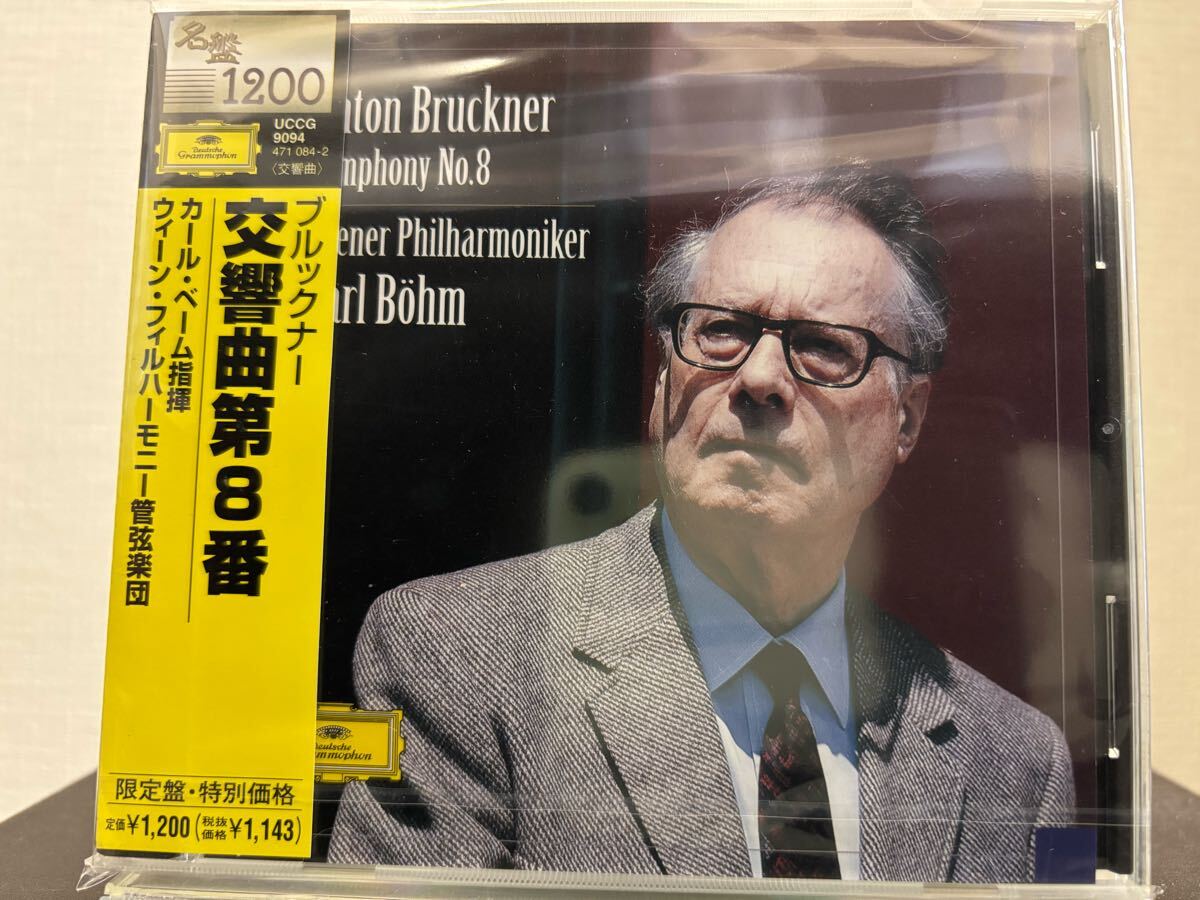 名盤
1200
Deutsche
Grammophon
UCCG
9094
471 084-2
〈交響曲〉
ブルックナー
交響曲第8番
カール・ベーム指揮
ウィーン・フィルハーモニー管弦楽団
限定盤・特別価格
定価¥1,200(税抜価格¥1,143)
nton Bruckner
mphony No.8
ener Philharmoniker
arl Böhm
Deutsche
rammophon